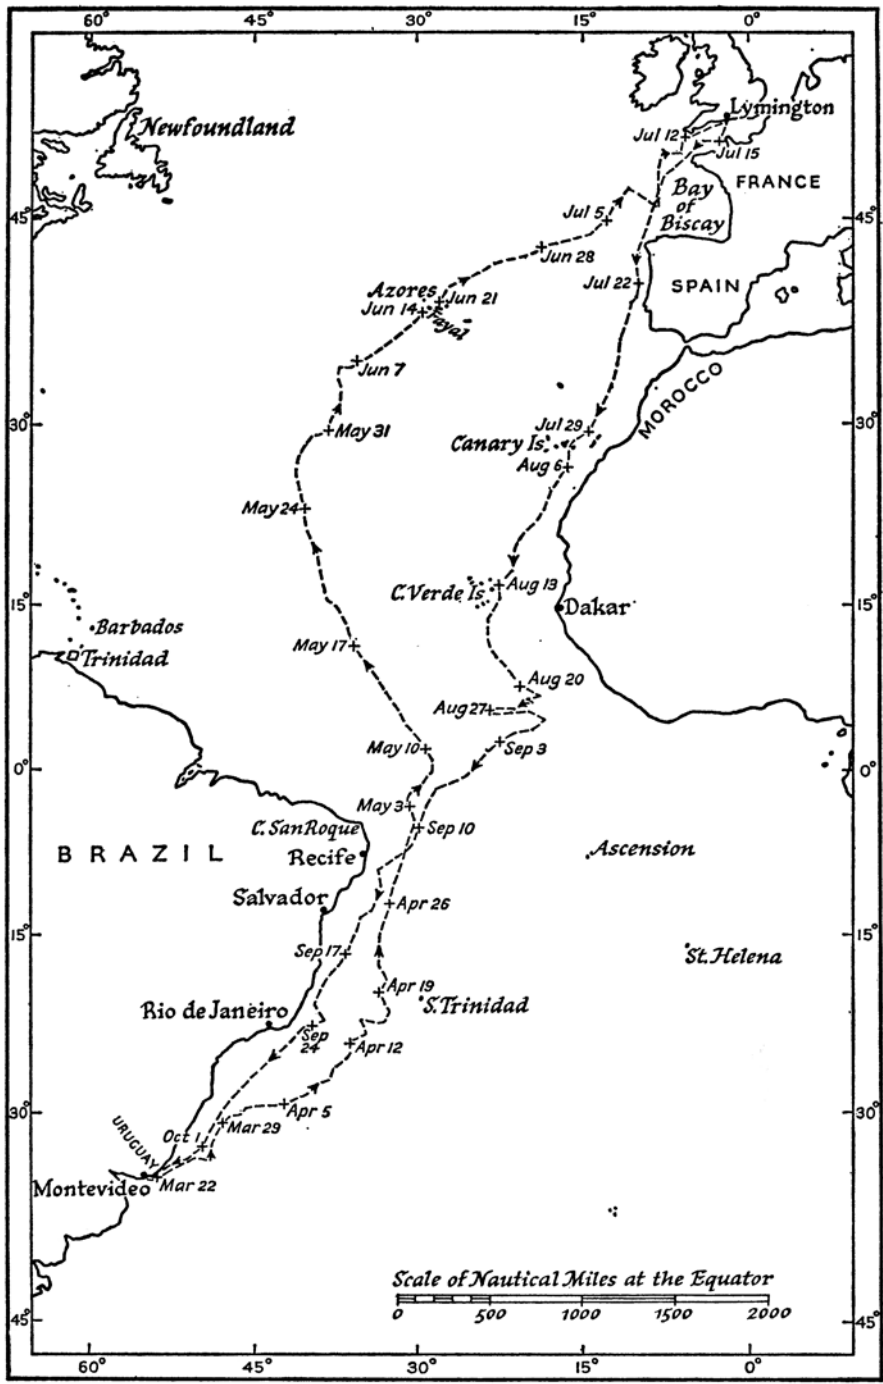 60° 45° 30° 15° 0°
Lymington
Newfoundland
Jul 12
Jul 15
FRANCE
Bay
of
Biscay
45° 45°
Jul 5
Jun 28
Jul 22
SPAIN
Azores
Jun 21
Jun 14
Fayal
Jun 7
MOROCCO
30° 30°
May 31
Jul 29
Canary Is.
Aug 6
May 24
Aug 13
C. Verde Is.
15° 15°
Dakar
Barbados
Trinidad
May 17
Aug 20
Aug 27
May 10
Sep 3
0° 0°
May 3
C. San Roque
Sep 10
BRAZIL
Recife
Ascension
Salvador
Apr 26
15° 15°
Sep 17
St. Helena
Apr 19
S. Trinidad
Rio de Janeiro
Sep
24
Apr 12
30° 30°
Apr 5
Mar 29
URUGUAY
Oct 1
Montevideo
Mar 22
Scale of Nautical Miles at the Equator
0 500 1000 1500 2000
45° 45°
60° 45° 30° 15° 0°